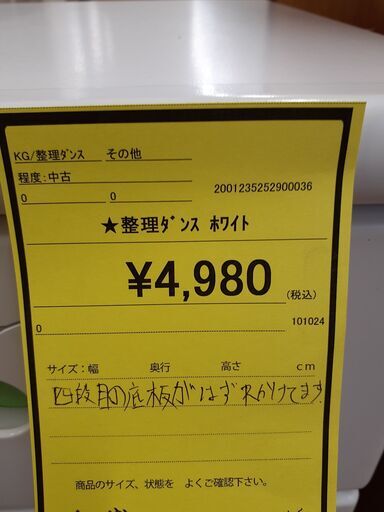 KG/整理ﾀﾞﾝｽ その他
程度:中古
0 0 2001235252900036
★整理ﾀﾞﾝｽ ﾎﾜｲﾄ
¥4,980 (税込)
0 101024
サイズ:幅 奥行 高さ cm
四段目の底板がはずれかけてます
商品のサイズ、状態を よくご確認下さい。